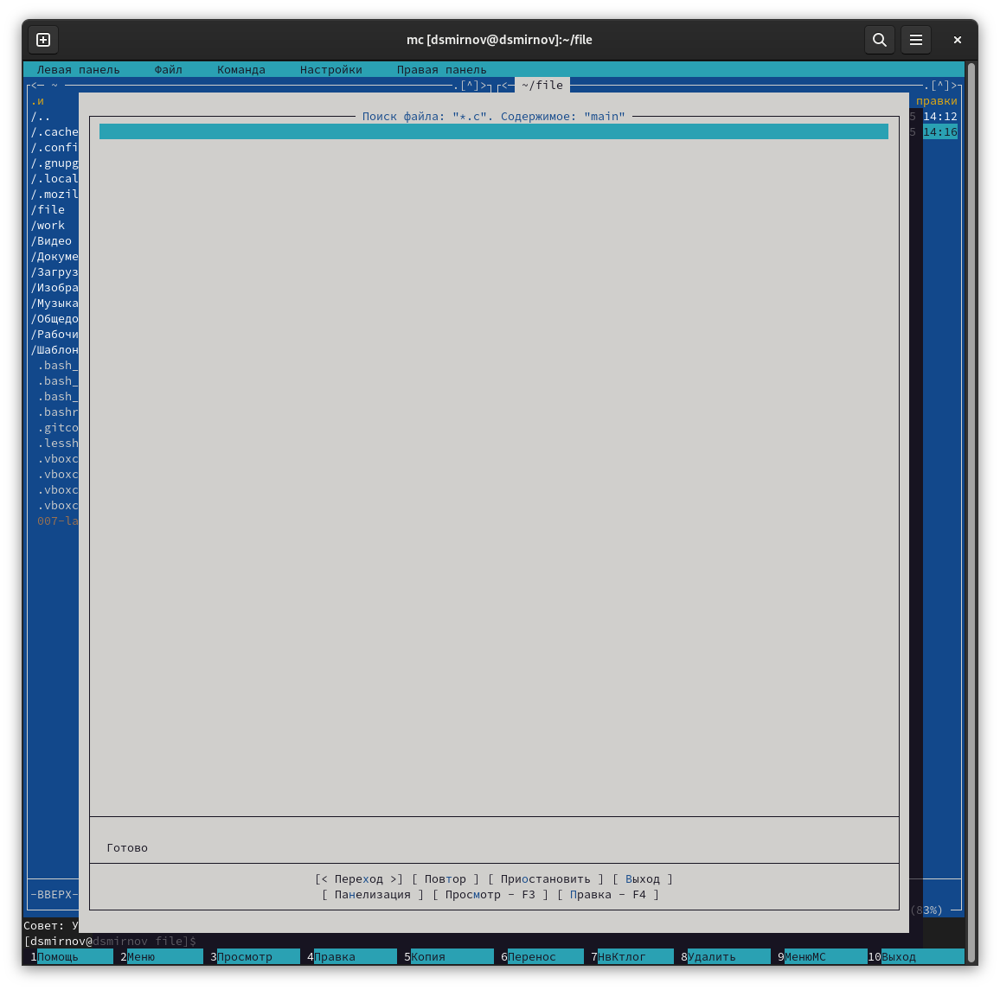 mc [dsmirnov@dsmirnov]:~/file
Левая панель Файл Команда Настройки Правая панель
<─ ~ .[^]> <─ ~/file .[^]>
.и правки
/.. 5 14:12
Поиск файла: "*.c". Содержимое: "main"
/.cache 5 14:16
/.confi
/.gnupg
/.local
/.mozil
/file
/work
/Видео
/Докуме
/Загруз
/Изобра
/Музыка
/Общедо
/Рабочи
/Шаблон
.bash_
.bash_
.bash_
.bashr
.gitco
.lessh
.vboxc
.vboxc
.vboxc
.vboxc
007-la
Готово
[< Переход >] [ Повтор ] [ Приостановить ] [ Выход ]
-ВВЕРХ-
[ Панелизация ] [ Просмотр - F3 ] [ Правка - F4 ]
(83%)
Совет: У
[dsmirnov@dsmirnov file]$
1Помощь 2Меню 3Просмотр 4Правка 5Копия 6Перенос 7НвКтлог 8Удалить 9МенюMC 10Выход